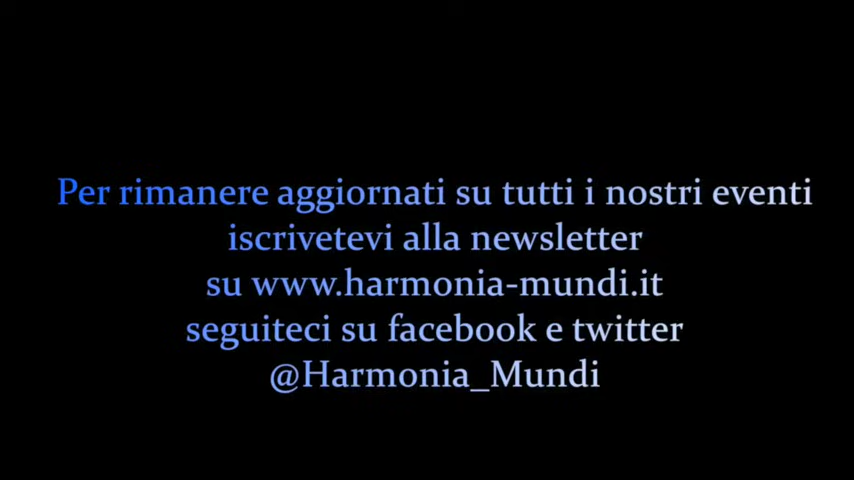 Per rimanere aggiornati su tutti i nostri eventi
iscrivetevi alla newsletter
su www.harmonia-mundi.it
seguiteci su facebook e twitter
@Harmonia_Mundi